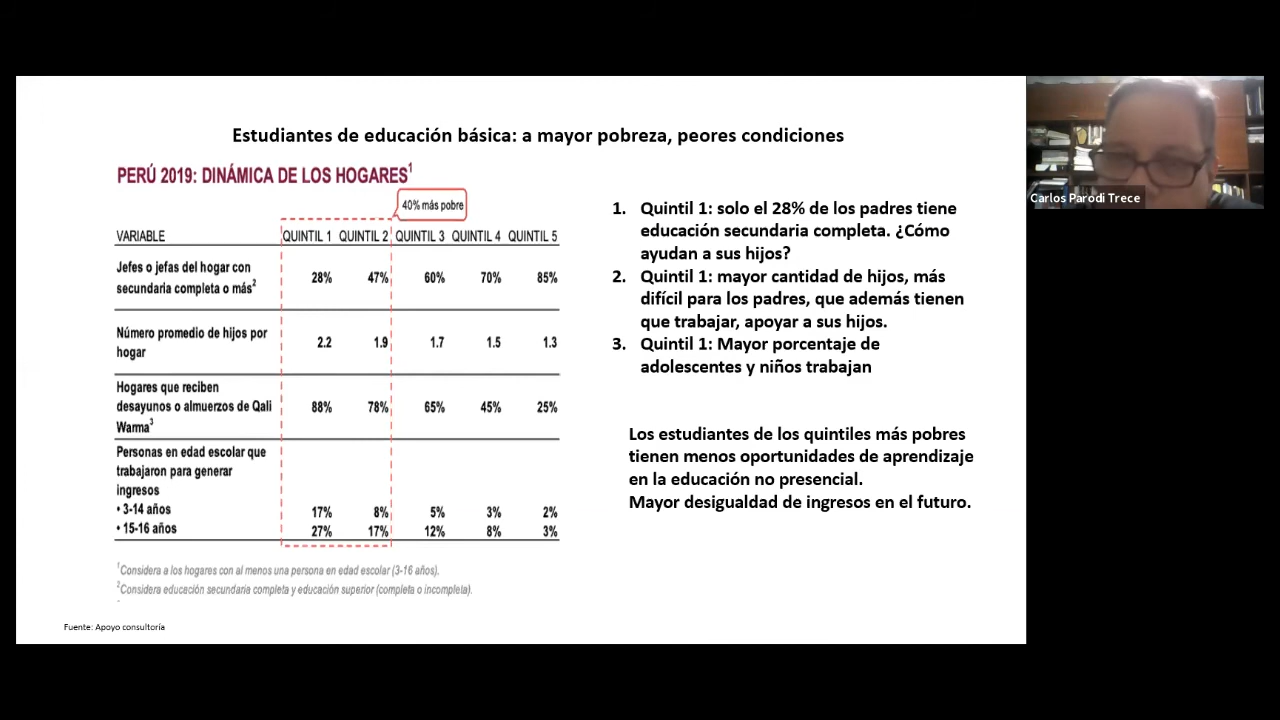 Estudiantes de educación básica: a mayor pobreza, peores condiciones
PERÚ 2019: DINÁMICA DE LOS HOGARES¹
40% más pobre
VARIABLE QUINTIL 1 QUINTIL 2 QUINTIL 3 QUINTIL 4 QUINTIL 5
Jefes o jefas del hogar con
secundaria completa o más² 28% 47% 60% 70% 85%
Número promedio de hijos por
hogar 2.2 1.9 1.7 1.5 1.3
Hogares que reciben
desayunos o almuerzos de Qali 88% 78% 65% 45% 25%
Warma³
Personas en edad escolar que
trabajaron para generar
ingresos
• 3-14 años 17% 8% 5% 3% 2%
• 15-16 años 27% 17% 12% 8% 3%
¹Considera a los hogares con al menos una persona en edad escolar (3-16 años).
²Considera educación secundaria completa y educación superior (completa o incompleta).
Fuente: Apoyo consultoría
1. Quintil 1: solo el 28% de los padres tiene
educación secundaria completa. ¿Cómo
ayudan a sus hijos?
2. Quintil 1: mayor cantidad de hijos, más
difícil para los padres, que además tienen
que trabajar, apoyar a sus hijos.
3. Quintil 1: Mayor porcentaje de
adolescentes y niños trabajan
Los estudiantes de los quintiles más pobres
tienen menos oportunidades de aprendizaje
en la educación no presencial.
Mayor desigualdad de ingresos en el futuro.
Carlos Parodi Trece